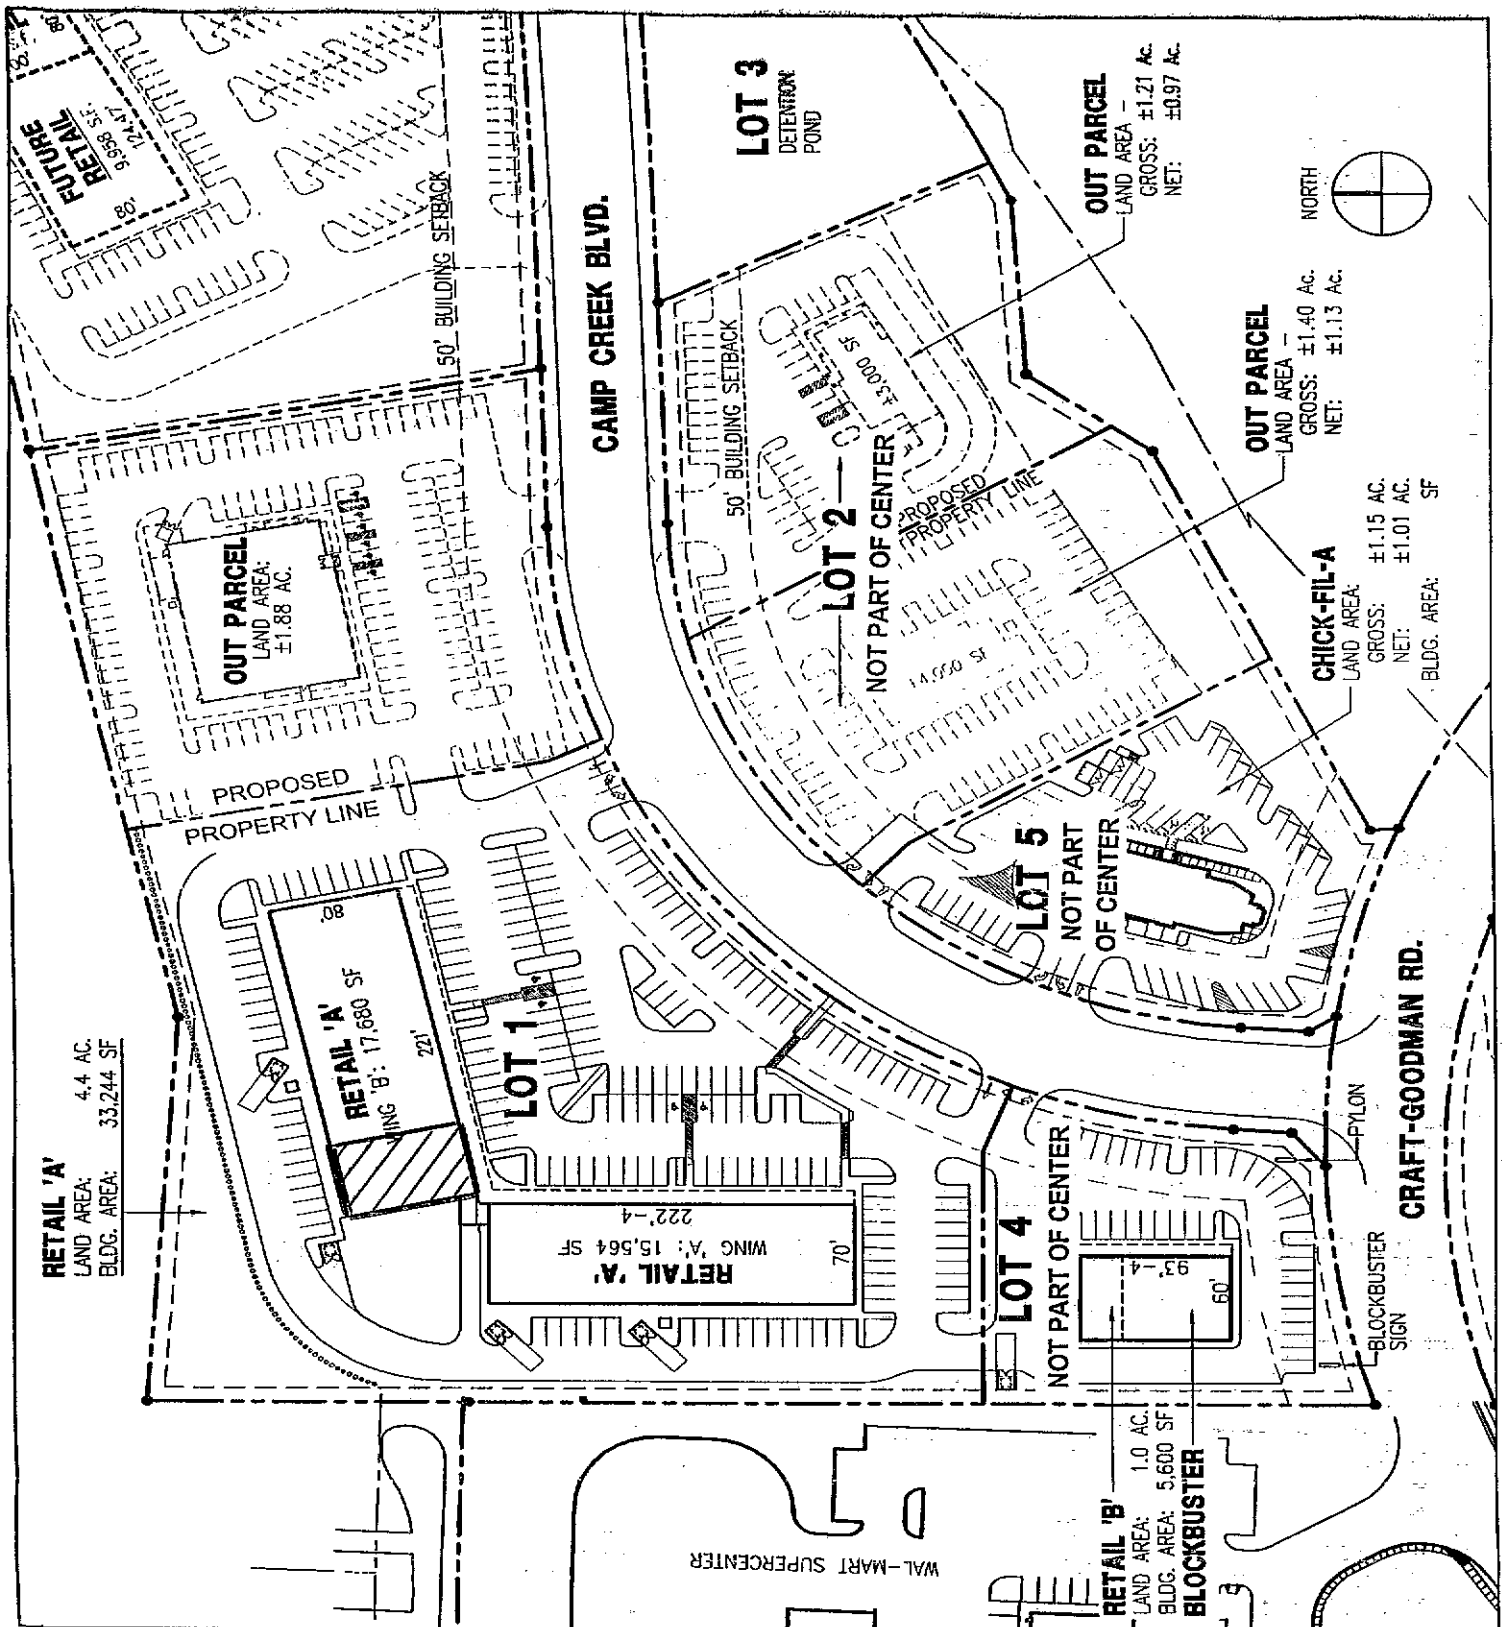 FUTURE
RETAIL
9,958 SF.
124.47
80'
80'
50' BUILDING SETBACK
CAMP CREEK BLVD.
LOT 3
DETENTION
POND
OUT PARCEL
LAND AREA -
GROSS: ±1.21 Ac.
NET: ±0.97 Ac.
NORTH
OUT PARCEL
LAND AREA:
±1.88 AC.
50' BUILDING SETBACK
±3,000 SF
LOT 2
NOT PART OF CENTER
PROPOSED
PROPERTY LINE
14,000 SF
OUT PARCEL
LAND AREA -
GROSS: ±1.40 Ac.
NET: ±1.13 Ac.
CHICK-FIL-A
LAND AREA:
GROSS: ±1.15 AC.
NET: ±1.01 AC.
BLDG. AREA: SF
PROPOSED
PROPERTY LINE
LOT 5
NOT PART
OF CENTER
RETAIL 'A'
LAND AREA: 4.4 AC.
BLDG. AREA: 33,244 SF
80'
RETAIL 'A'
WING 'B': 17,680 SF
221'
LOT 1
222'-4
WING 'A': 15,564 SF
RETAIL 'A'
70'
LOT 4
NOT PART OF CENTER
93'-4
60'
PYLON
BLOCKBUSTER
SIGN
CRAFT-GOODMAN RD.
WAL-MART SUPERCENTER
RETAIL 'B'
LAND AREA: 1.0 AC.
BLDG. AREA: 5,600 SF
BLOCKBUSTER